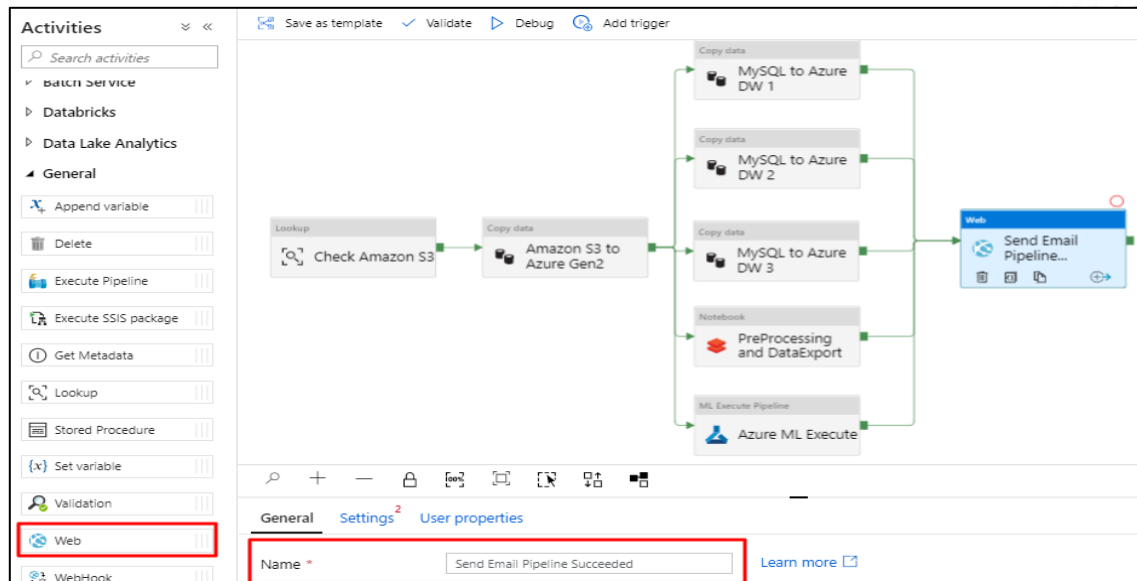 Activities
Save as template
Validate
Debug
Add trigger
Search activities
Batch Service
Databricks
Data Lake Analytics
General
Append variable
Delete
Execute Pipeline
Execute SSIS package
Get Metadata
Lookup
Stored Procedure
{x} Set variable
Validation
Web
WebHook
Copy data
MySQL to Azure
DW 1
Copy data
MySQL to Azure
DW 2
Lookup
Check Amazon S3
Copy data
Amazon S3 to
Azure Gen2
Copy data
MySQL to Azure
DW 3
Notebook
PreProcessing
and DataExport
ML Execute Pipeline
Azure ML Execute
Web
Send Email
Pipeline...
100%
General
Settings 2
User properties
Name *
Send Email Pipeline Succeeded
Learn more